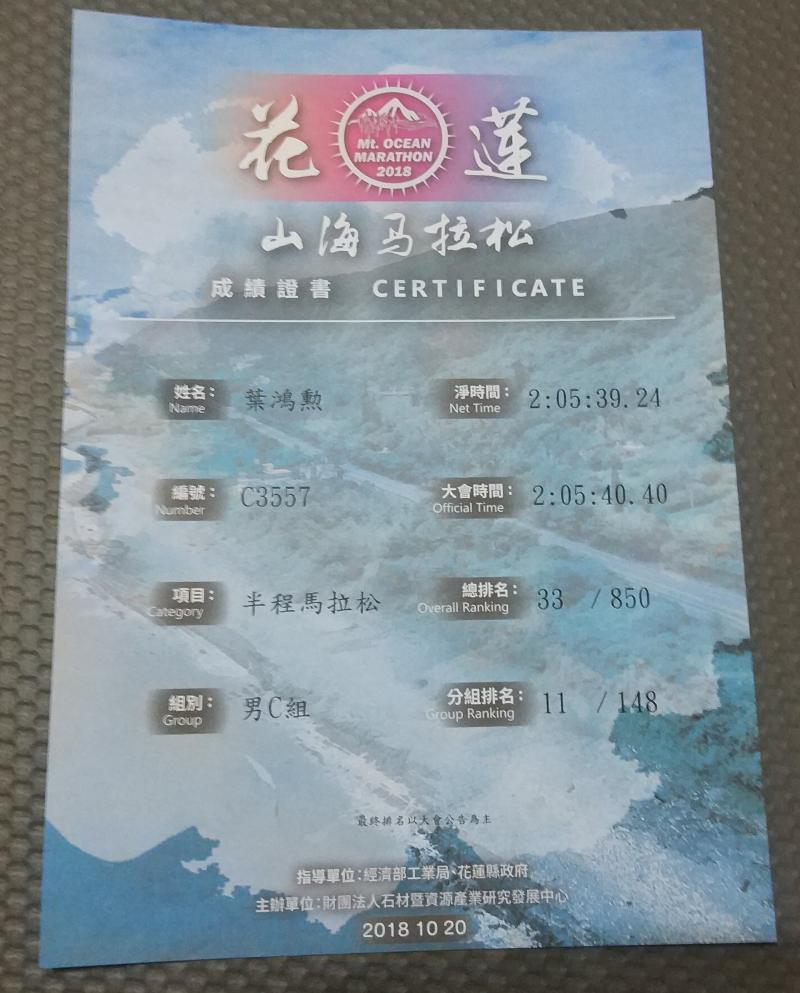 花 Mt. OCEAN MARATHON 2018 蓮
山海马拉松
成績證書 CERTIFICATE
姓名： 葉鴻勲 淨時間： 2:05:39.24
Name Net Time
編號： C3557 大會時間： 2:05:40.40
Number Official Time
項目： 半程馬拉松 總排名： 33 / 850
Category Overall Ranking
組別： 男C組 分組排名： 11 / 148
Group Group Ranking
最終排名以大會公告為主
指導單位：經濟部工業局、花蓮縣政府
主辦單位：財團法人石材暨資源產業研究發展中心
2018 10 20